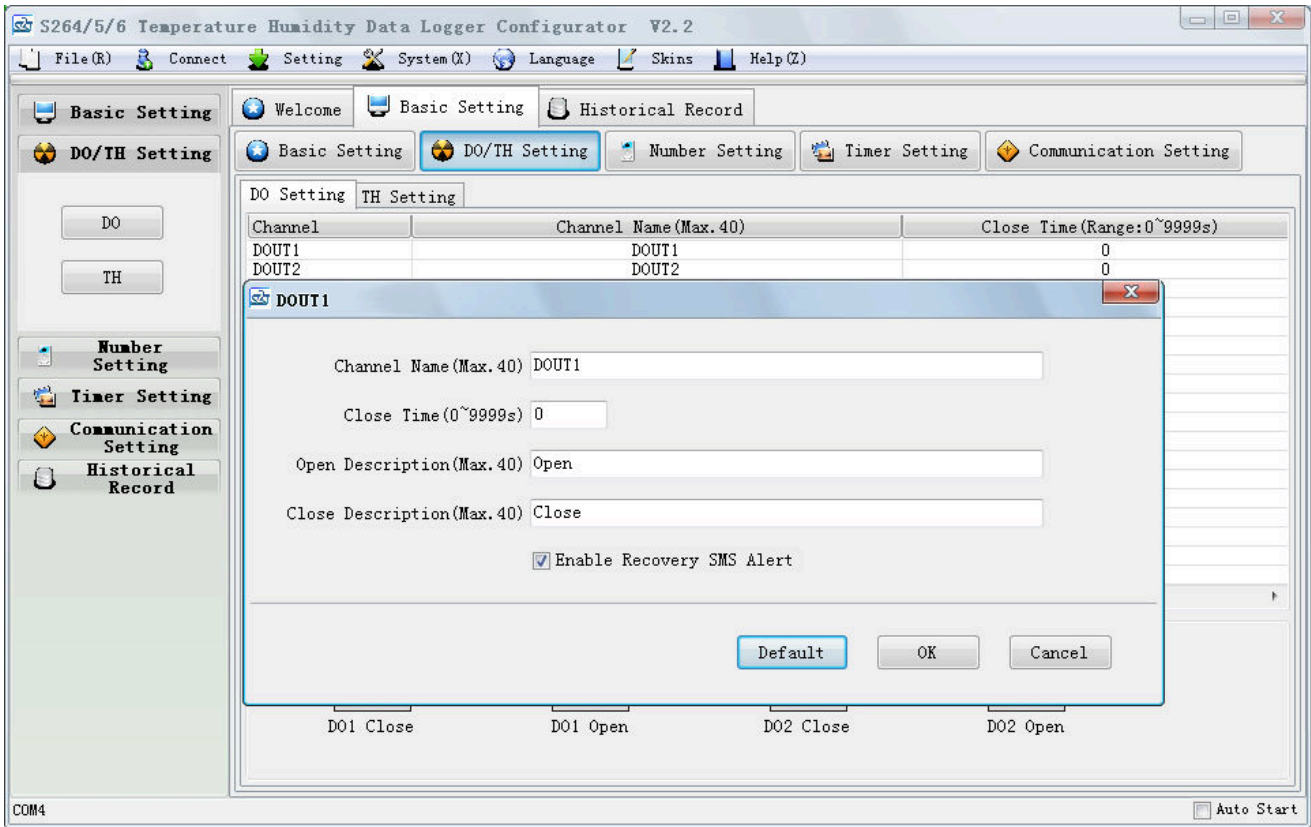 S264/5/6 Temperature Humidity Data Logger Configurator V2.2
File(R) Connect Setting System(X) Language Skins Help(Z)
Basic Setting
DO/TH Setting
DO
TH
Number
Setting
Timer Setting
Communication
Setting
Historical
Record
Welcome Basic Setting Historical Record
Basic Setting DO/TH Setting Number Setting Timer Setting Communication Setting
DO Setting TH Setting
Channel Channel Name(Max.40) Close Time(Range:0~9999s)
DOUT1 DOUT1 0
DOUT2 DOUT2 0
DOUT1
Channel Name(Max.40) DOUT1
Close Time(0~9999s) 0
Open Description(Max.40) Open
Close Description(Max.40) Close
Enable Recovery SMS Alert
Default OK Cancel
DO1 Close DO1 Open DO2 Close DO2 Open
COM4 Auto Start